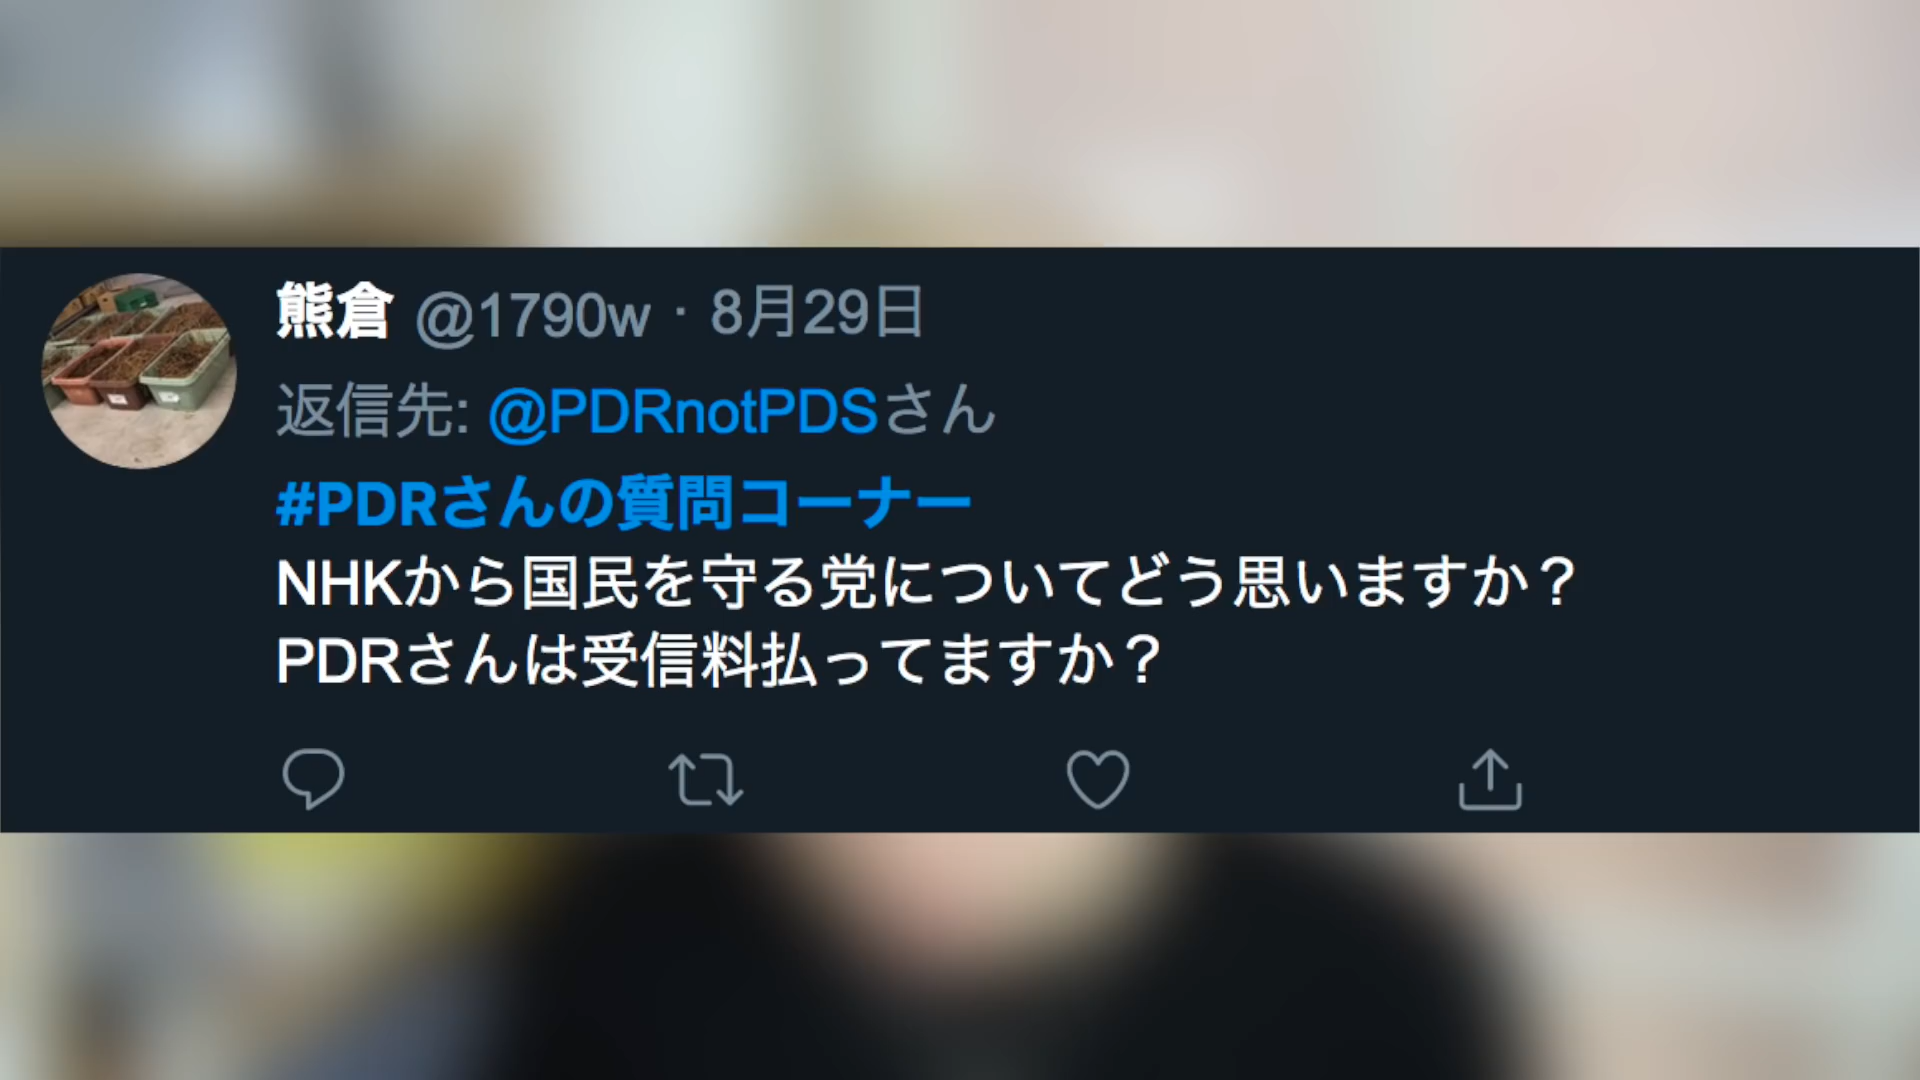 熊倉 @1790w · 8月29日
返信先: @PDRnotPDSさん
#PDRさんの質問コーナー
NHKから国民を守る党についてどう思いますか？
PDRさんは受信料払ってますか？